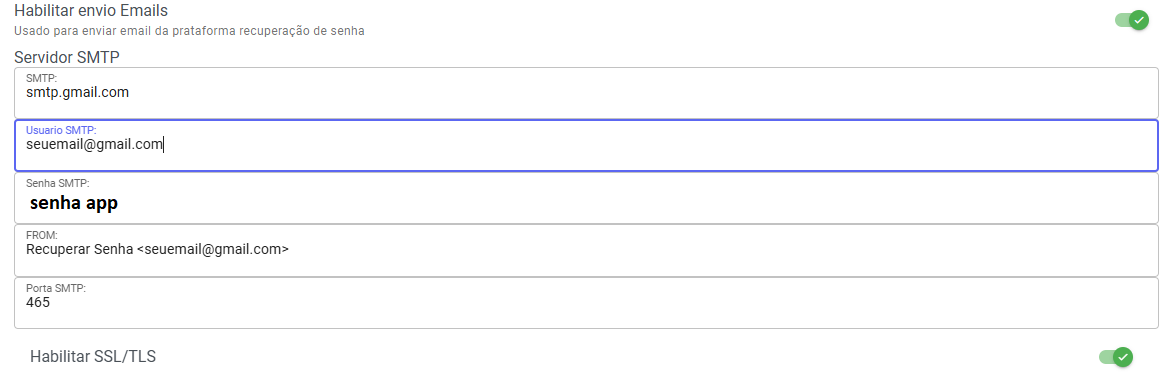 Habilitar envio Emails
Usado para enviar email da prataforma recuperação de senha
Servidor SMTP
SMTP:
smtp.gmail.com
Usuario SMTP:
seuemail@gmail.com
Senha SMTP:
senha app
FROM:
Recuperar Senha <seuemail@gmail.com>
Porta SMTP:
465
Habilitar SSL/TLS